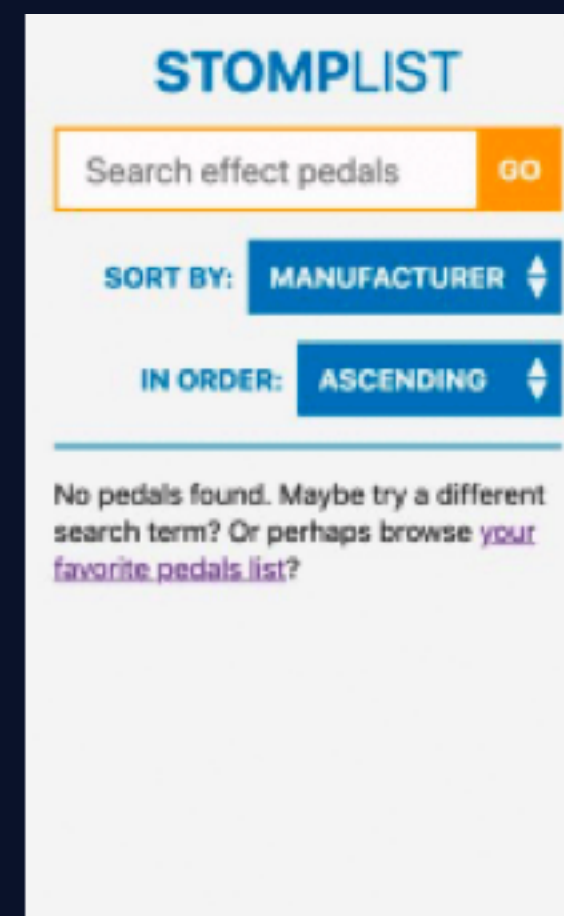 STOMPLIST
Search effect pedals GO
SORT BY: MANUFACTURER
IN ORDER: ASCENDING
No pedals found. Maybe try a different
search term? Or perhaps browse your
favorite pedals list?